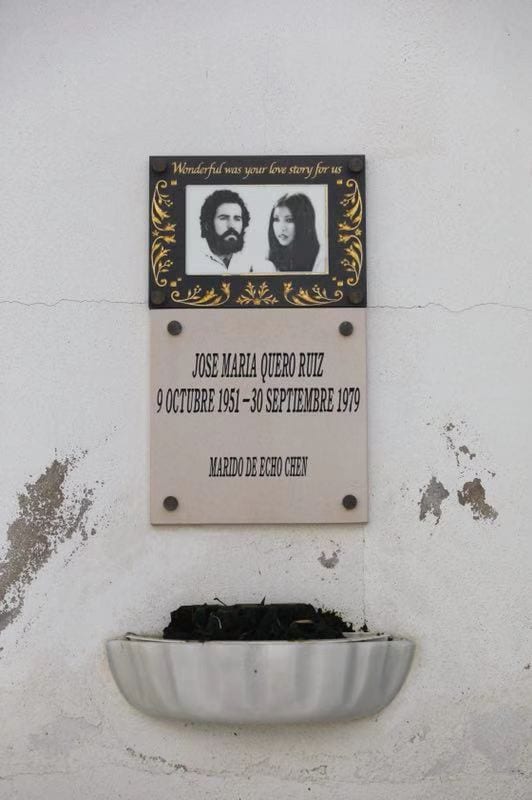 Wonderful was your love story for us
JOSE MARIA QUERO RUIZ
9 OCTUBRE 1951 – 30 SEPTIEMBRE 1979
MARIDO DE ECHO CHEN